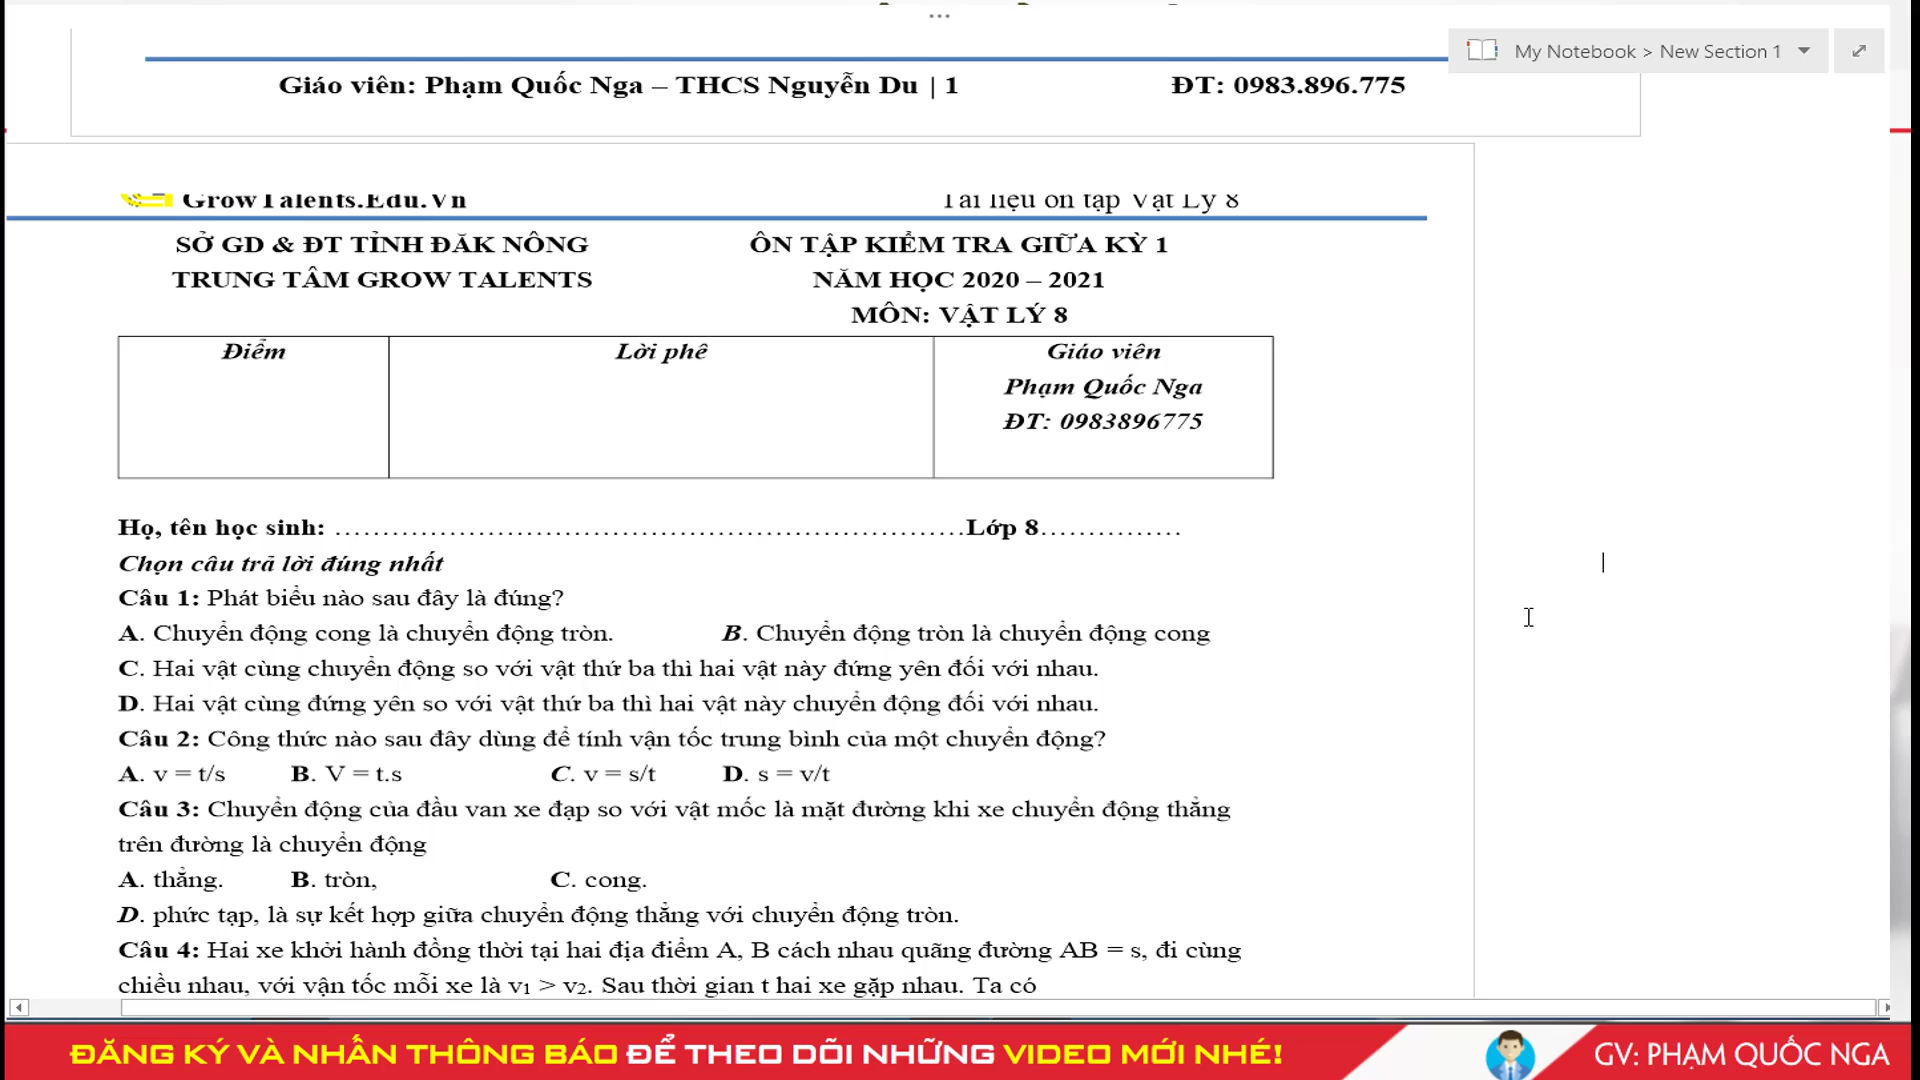 My Notebook > New Section 1
Giáo viên: Phạm Quốc Nga – THCS Nguyễn Du | 1 ĐT: 0983.896.775
GrowTalents.Edu.Vn Tài liệu ôn tập Vật Lý 8
SỞ GD & ĐT TỈNH ĐĂK NÔNG ÔN TẬP KIỂM TRA GIỮA KỲ 1
TRUNG TÂM GROW TALENTS NĂM HỌC 2020 – 2021
MÔN: VẬT LÝ 8
Điểm Lời phê Giáo viên
Phạm Quốc Nga
ĐT: 0983896775
Họ, tên học sinh: ……………………………………………………………Lớp 8……………
Chọn câu trả lời đúng nhất
Câu 1: Phát biểu nào sau đây là đúng?
A. Chuyển động cong là chuyển động tròn. B. Chuyển động tròn là chuyển động cong
C. Hai vật cùng chuyển động so với vật thứ ba thì hai vật này đứng yên đối với nhau.
D. Hai vật cùng đứng yên so với vật thứ ba thì hai vật này chuyển động đối với nhau.
Câu 2: Công thức nào sau đây dùng để tính vận tốc trung bình của một chuyển động?
A. v = t/s B. V = t.s C. v = s/t D. s = v/t
Câu 3: Chuyển động của đầu van xe đạp so với vật mốc là mặt đường khi xe chuyển động thẳng
trên đường là chuyển động
A. thẳng. B. tròn, C. cong.
D. phức tạp, là sự kết hợp giữa chuyển động thẳng với chuyển động tròn.
Câu 4: Hai xe khởi hành đồng thời tại hai địa điểm A, B cách nhau quãng đường AB = s, đi cùng
chiều nhau, với vận tốc mỗi xe là v₁ > v₂. Sau thời gian t hai xe gặp nhau. Ta có
ĐĂNG KÝ VÀ NHẤN THÔNG BÁO ĐỂ THEO DÕI NHỮNG VIDEO MỚI NHÉ!
GV: PHẠM QUỐC NGA